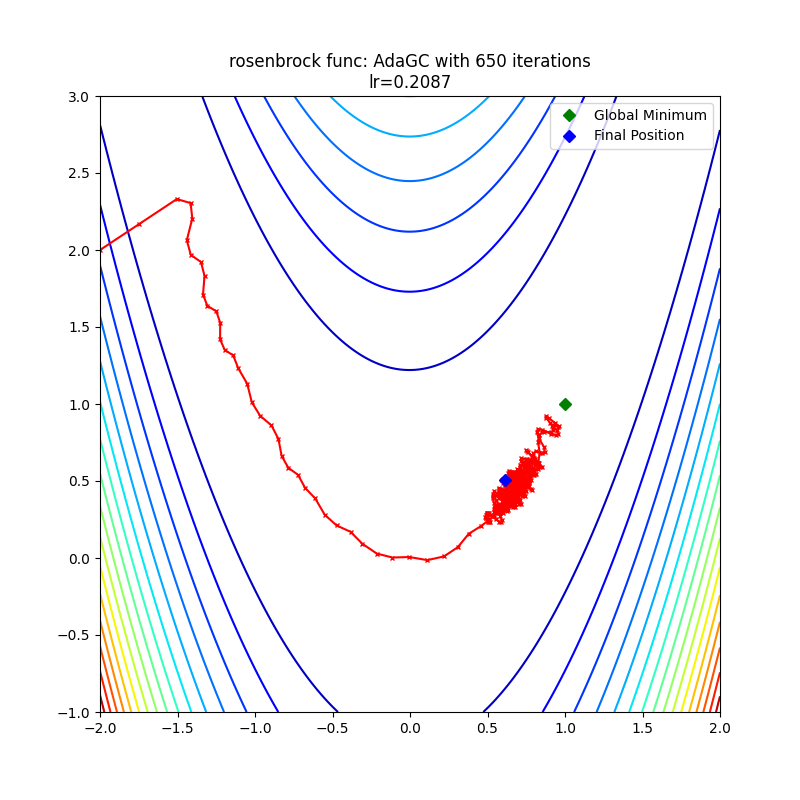 rosenbrock func: AdaGC with 650 iterations
lr=0.2087
Global Minimum
Final Position
3.0
2.5
2.0
1.5
1.0
0.5
0.0
−0.5
−1.0
−2.0 −1.5 −1.0 −0.5 0.0 0.5 1.0 1.5 2.0